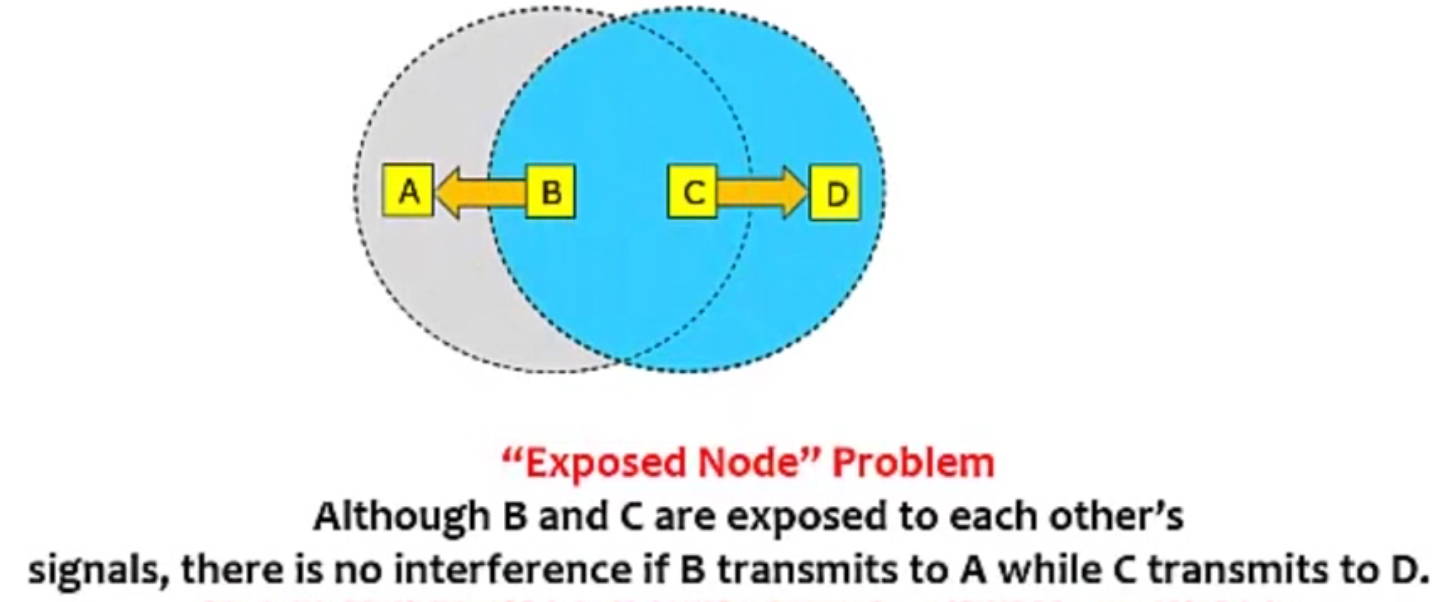 A B C D
“Exposed Node” Problem
Although B and C are exposed to each other’s
signals, there is no interference if B transmits to A while C transmits to D.